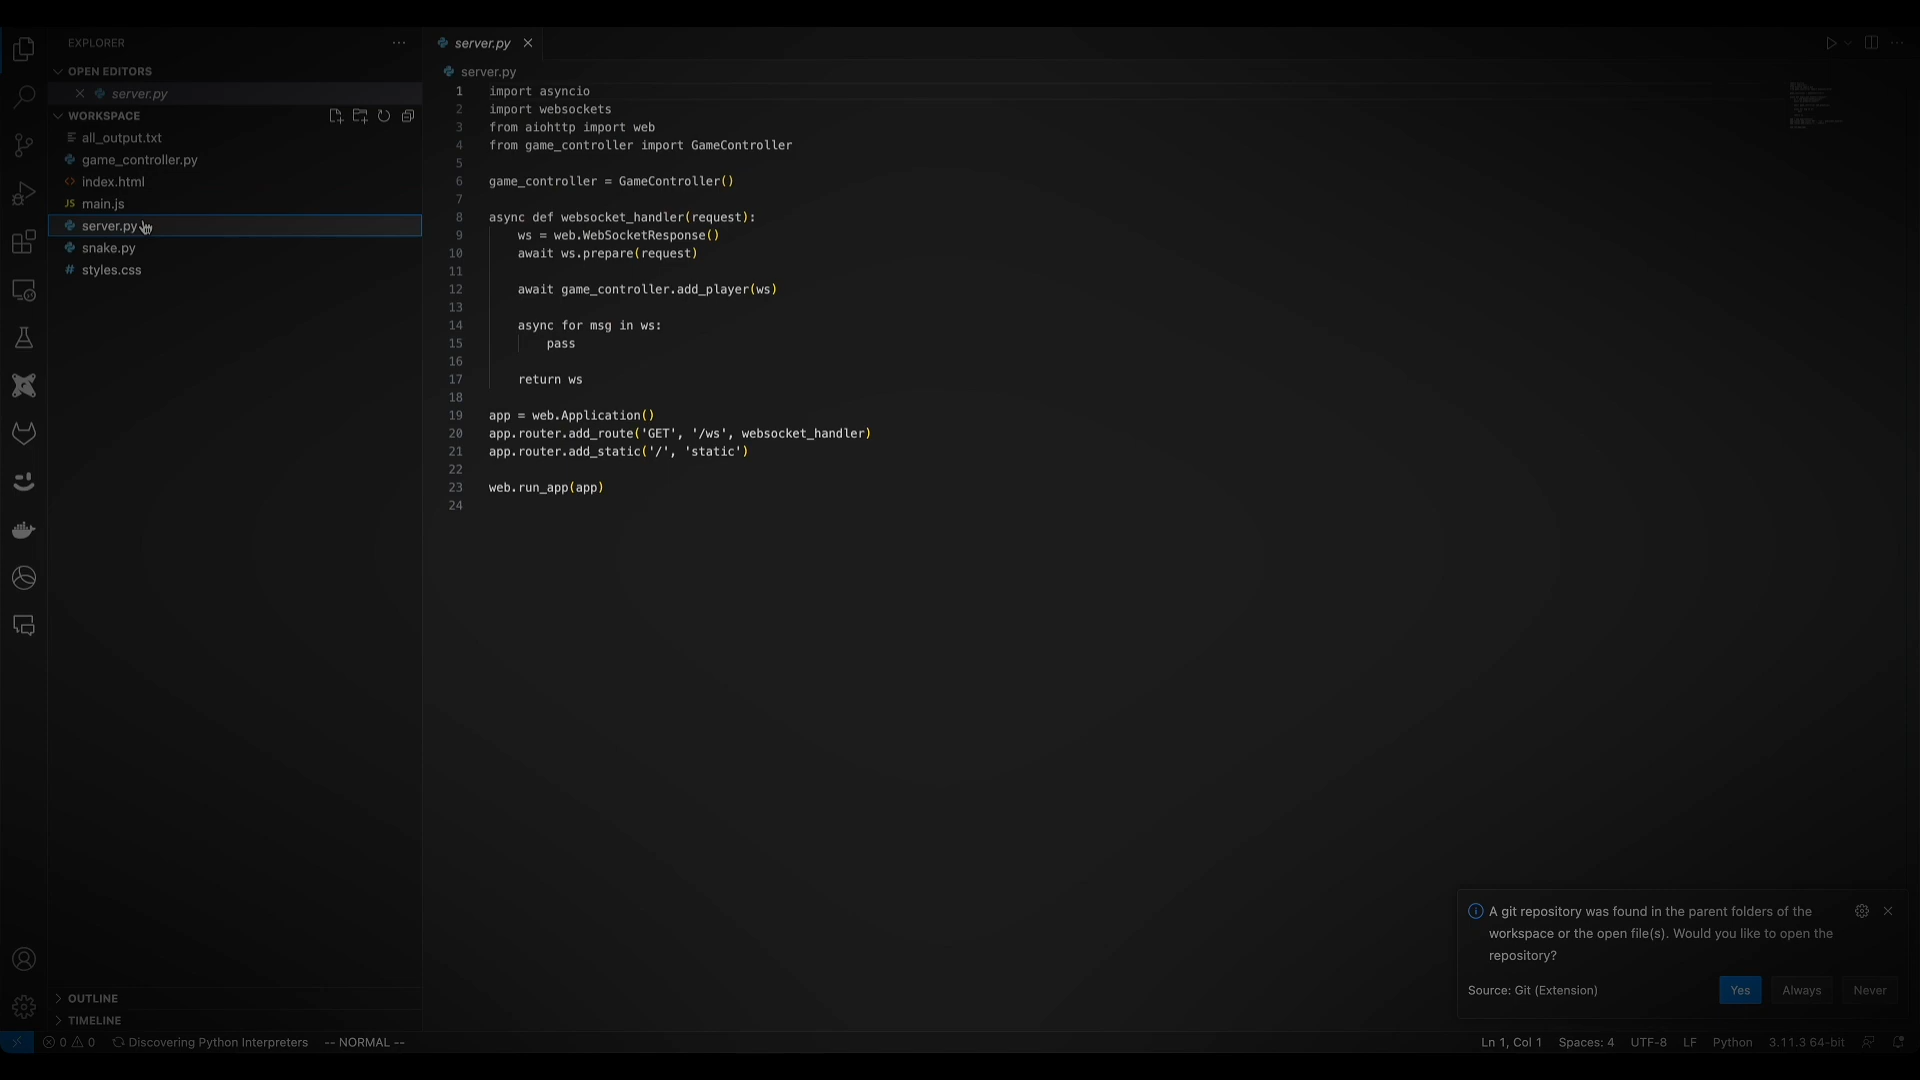 EXPLORER
OPEN EDITORS
server.py
WORKSPACE
all_output.txt
game_controller.py
index.html
JS main.js
server.py
snake.py
# styles.css
OUTLINE
TIMELINE
server.py
server.py
1 import asyncio
2 import websockets
3 from aiohttp import web
4 from game_controller import GameController
5
6 game_controller = GameController()
7
8 async def websocket_handler(request):
9 ws = web.WebSocketResponse()
10 await ws.prepare(request)
11
12 await game_controller.add_player(ws)
13
14 async for msg in ws:
15 pass
16
17 return ws
18
19 app = web.Application()
20 app.router.add_route('GET', '/ws', websocket_handler)
21 app.router.add_static('/', 'static')
22
23 web.run_app(app)
24
A git repository was found in the parent folders of the
workspace or the open file(s). Would you like to open the
repository?
Source: Git (Extension) Yes Always Never
0 0 Discovering Python Interpreters -- NORMAL -- Ln 1, Col 1 Spaces: 4 UTF-8 LF Python 3.11.3 64-bit